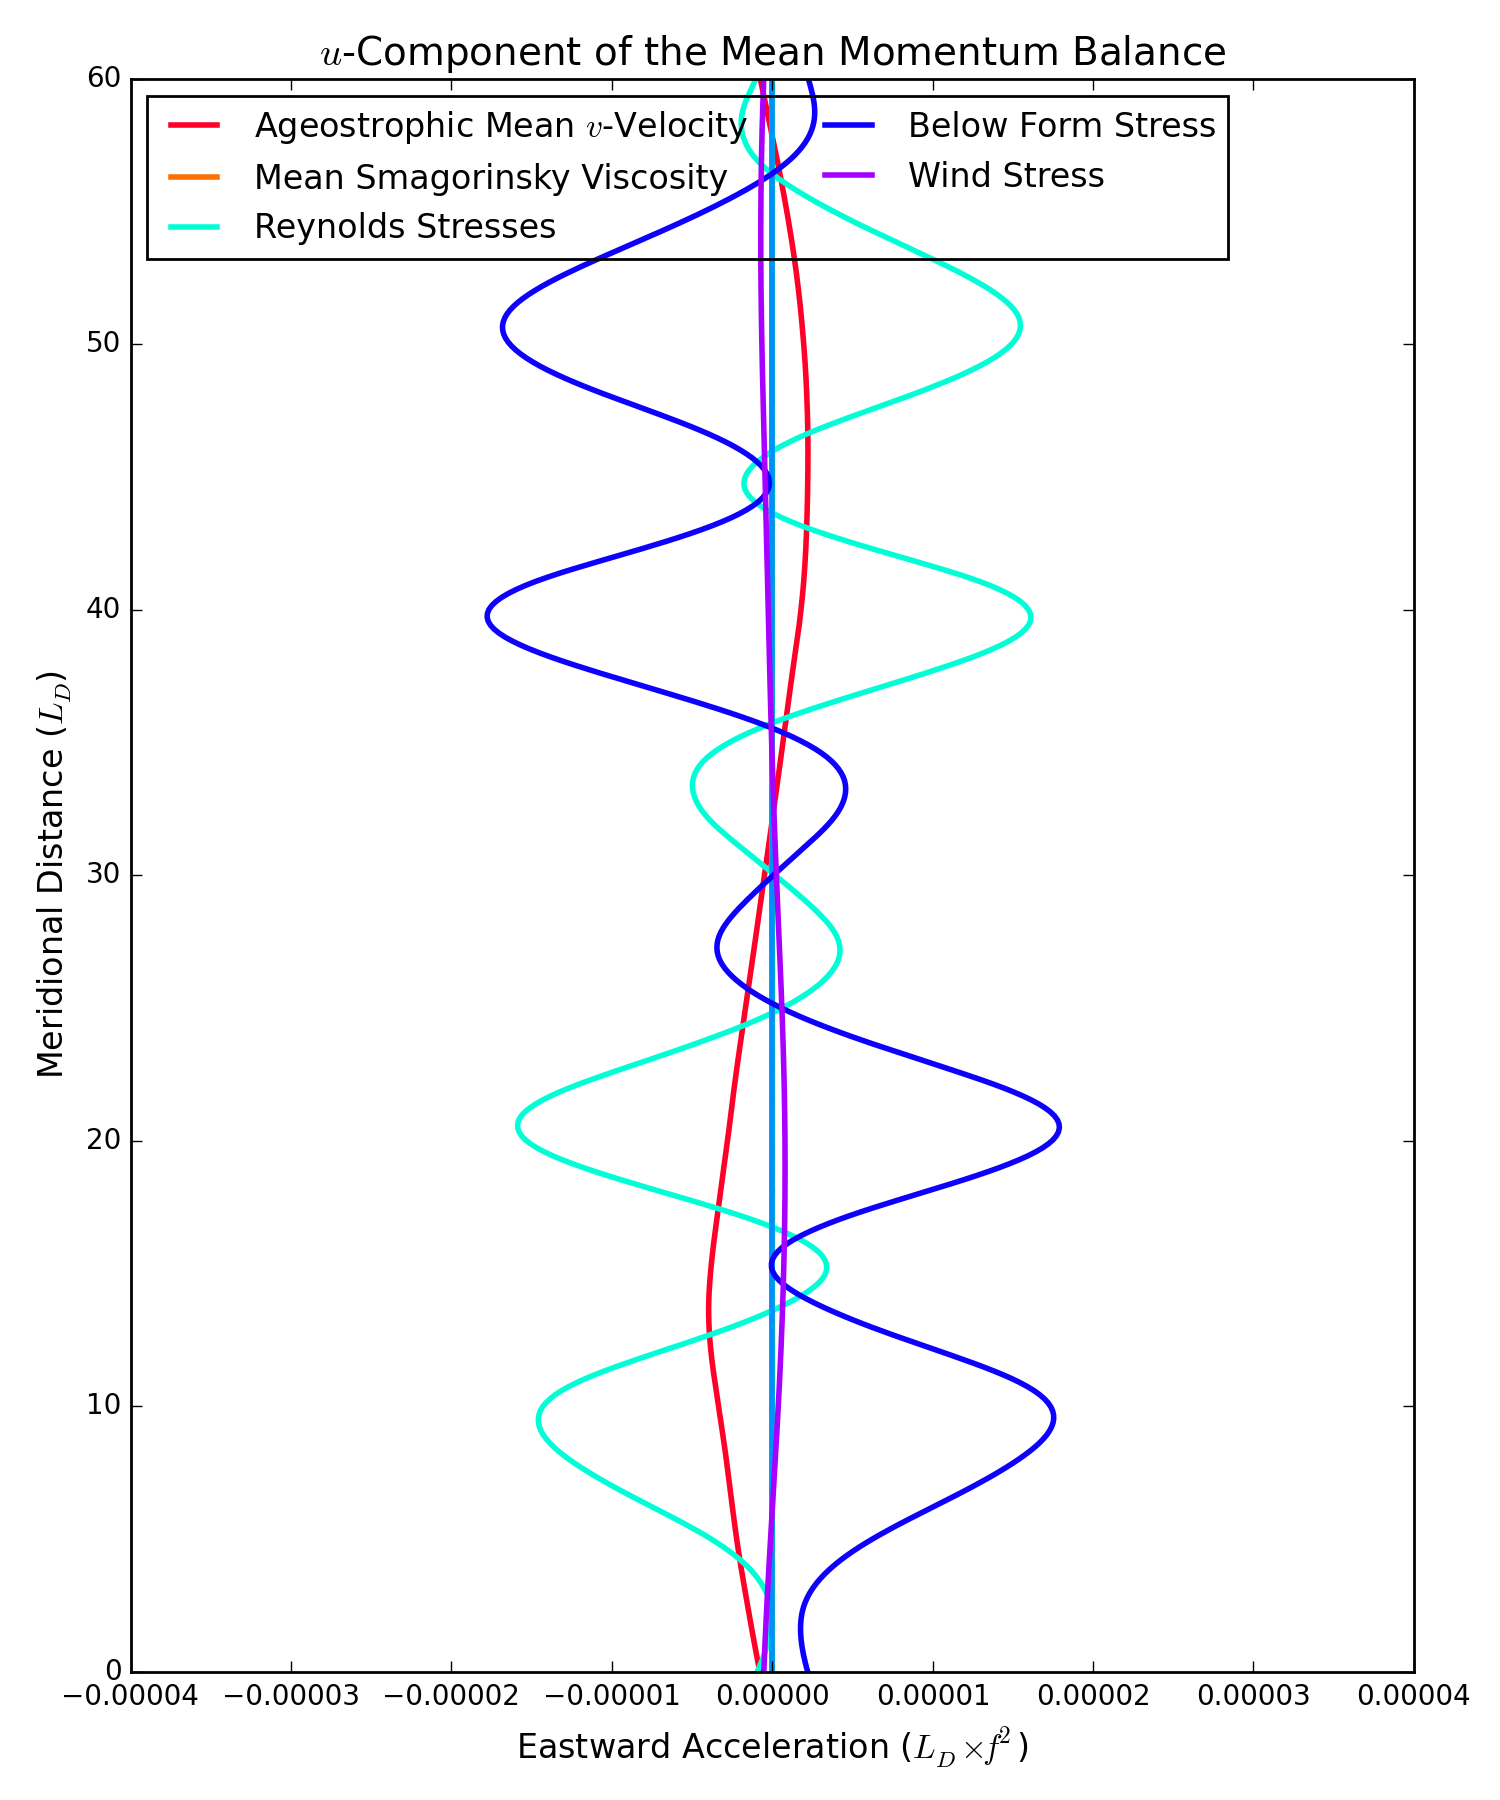 u-Component of the Mean Momentum Balance
60
Ageostrophic Mean v-Velocity
Mean Smagorinsky Viscosity
Reynolds Stresses
Below Form Stress
Wind Stress
50
40
30
20
10
0
Meridional Distance (L_D)
−0.00004 −0.00003 −0.00002 −0.00001 0.00000 0.00001 0.00002 0.00003 0.00004
Eastward Acceleration (L_D × f²)